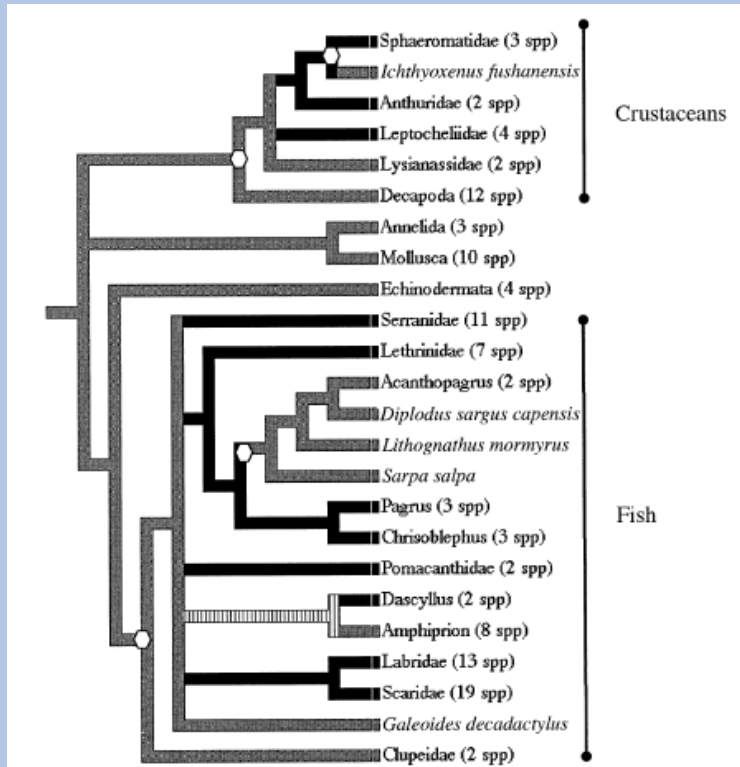 Sphaeromatidae (3 spp)
Ichthyoxenus fushanensis
Anthuridae (2 spp)
Crustaceans
Leptocheliidae (4 spp)
Lysianassidae (2 spp)
Decapoda (12 spp)
Annelida (3 spp)
Mollusca (10 spp)
Echinodermata (4 spp)
Serranidae (11 spp)
Lethrinidae (7 spp)
Acanthopagrus (2 spp)
Diplodus sargus capensis
Lithognathus mormyrus
Sarpa salpa
Pagrus (3 spp)
Fish
Chrisoblephus (3 spp)
Pomacanthidae (2 spp)
Dascyllus (2 spp)
Amphiprion (8 spp)
Labridae (13 spp)
Scaridae (19 spp)
Galeoides decadactylus
Clupeidae (2 spp)